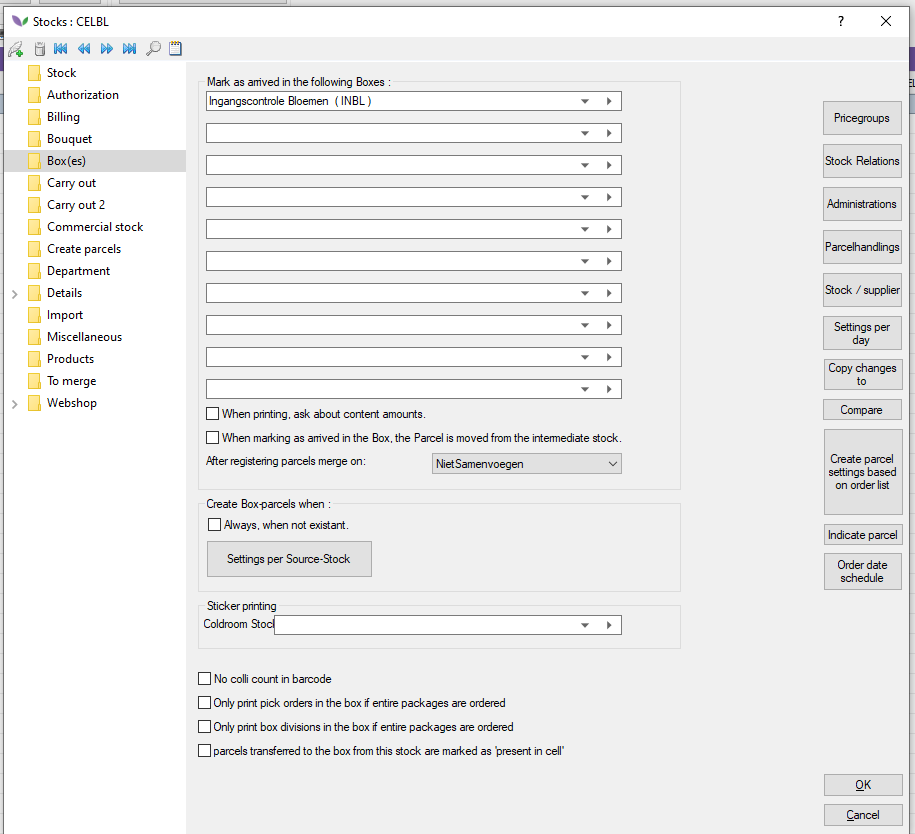 Stocks : CELBL
?
Stock
Authorization
Billing
Bouquet
Box(es)
Carry out
Carry out 2
Commercial stock
Create parcels
Department
Details
Import
Miscellaneous
Products
To merge
Webshop
Mark as arrived in the following Boxes :
Ingangscontrole Bloemen ( INBL )
When printing, ask about content amounts.
When marking as arrived in the Box, the Parcel is moved from the intermediate stock.
After registering parcels merge on:
NietSamenvoegen
Create Box-parcels when :
Always, when not existant.
Settings per Source-Stock
Sticker printing
Coldroom Stock
No colli count in barcode
Only print pick orders in the box if entire packages are ordered
Only print box divisions in the box if entire packages are ordered
parcels transferred to the box from this stock are marked as 'present in cell'
Pricegroups
Stock Relations
Administrations
Parcelhandlings
Stock / supplier
Settings per
day
Copy changes
to
Compare
Create parcel
settings based
on order list
Indicate parcel
Order date
schedule
OK
Cancel